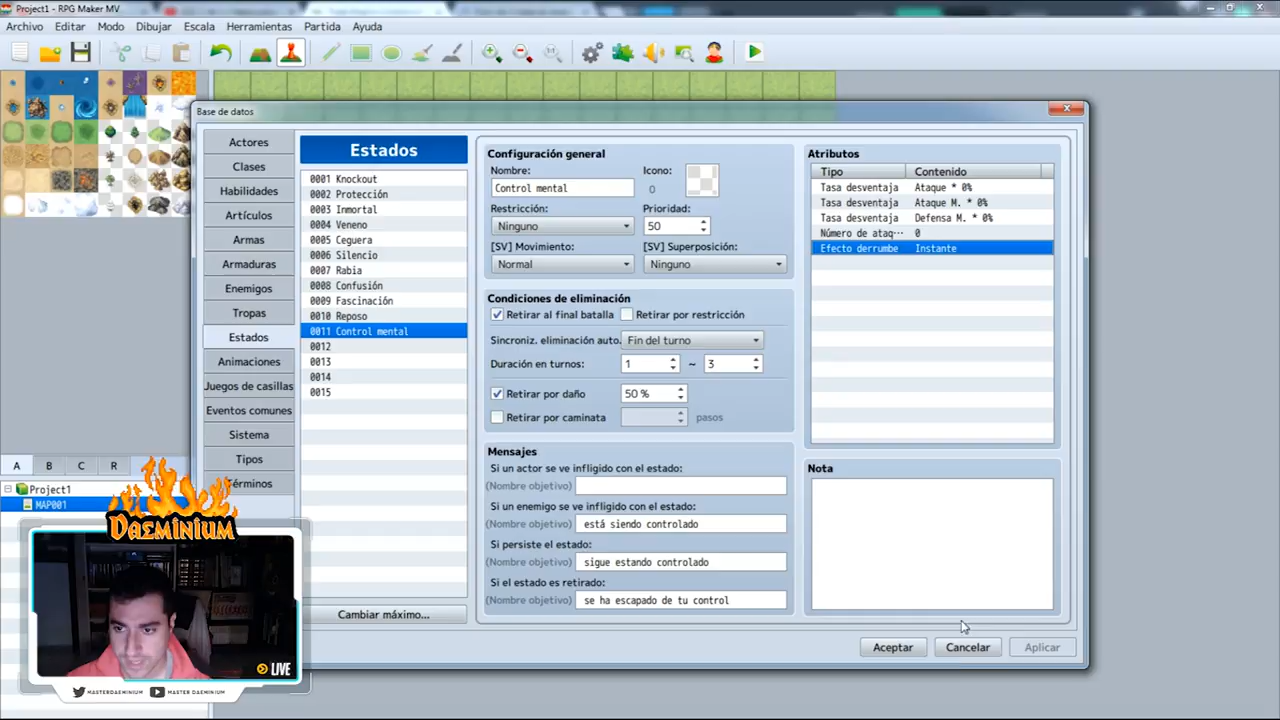 Project1 - RPG Maker MV
Archivo Editar Modo Dibujar Escala Herramientas Partida Ayuda
Base de datos
Actores
Clases
Habilidades
Artículos
Armas
Armaduras
Enemigos
Tropas
Estados
Animaciones
Juegos de casillas
Eventos comunes
Sistema
Tipos
Términos
Estados
0001 Knockout
0002 Protección
0003 Inmortal
0004 Veneno
0005 Ceguera
0006 Silencio
0007 Rabia
0008 Confusión
0009 Fascinación
0010 Reposo
0011 Control mental
0012
0013
0014
0015
Cambiar máximo...
Configuración general
Nombre: Icono:
Control mental 0
Restricción: Prioridad:
Ninguno 50
[SV] Movimiento: [SV] Superposición:
Normal Ninguno
Condiciones de eliminación
Retirar al final batalla Retirar por restricción
Sincroniz. eliminación auto. Fin del turno
Duración en turnos: 1 ~ 3
Retirar por daño 50 %
Retirar por caminata pasos
Mensajes
Si un actor se ve infligido con el estado:
(Nombre objetivo)
Si un enemigo se ve infligido con el estado:
(Nombre objetivo) está siendo controlado
Si persiste el estado:
(Nombre objetivo) sigue estando controlado
Si el estado es retirado:
(Nombre objetivo) se ha escapado de tu control
Atributos
Tipo Contenido
Tasa desventaja Ataque * 0%
Tasa desventaja Ataque M. * 0%
Tasa desventaja Defensa M. * 0%
Número de ataq··· 0
Efecto derrumbe Instante
Nota
Aceptar Cancelar Aplicar
A B C R
Project1
MAP001
DAEMINIUM
LIVE
MASTERDAEMINIUM MASTER DAEMINIUM